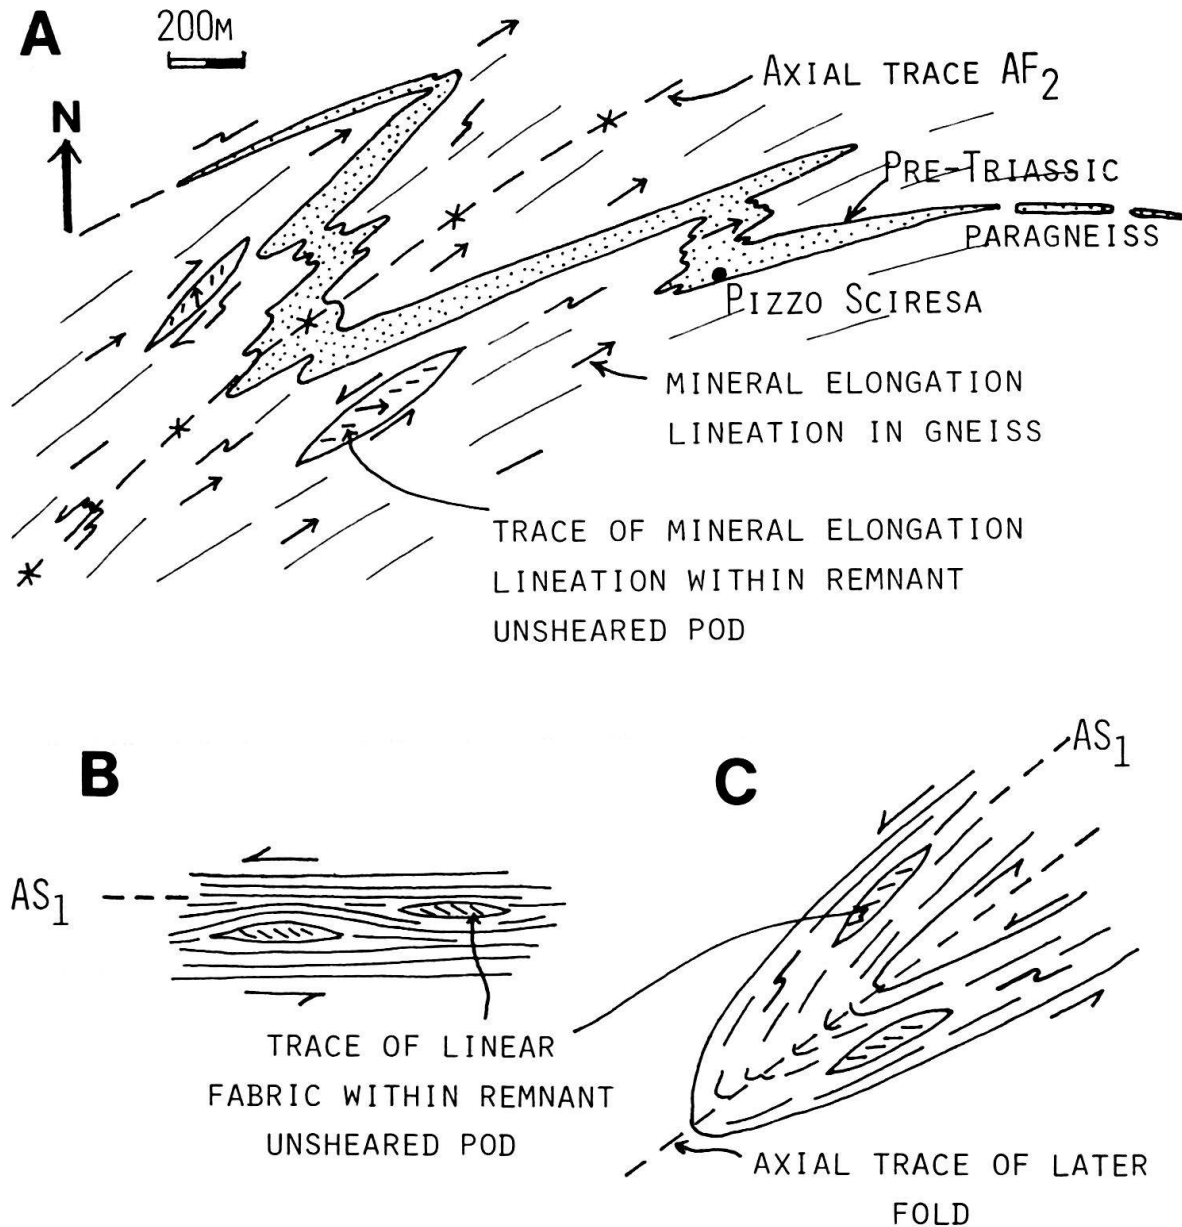 A
200M
N
AXIAL TRACE AF2
PRE-TRIASSIC
PARAGNEISS
PIZZO SCIRESA
MINERAL ELONGATION
LINEATION IN GNEISS
TRACE OF MINERAL ELONGATION
LINEATION WITHIN REMNANT
UNSHEARED POD
B
AS1
TRACE OF LINEAR
FABRIC WITHIN REMNANT
UNSHEARED POD
C
AS1
AXIAL TRACE OF LATER
FOLD